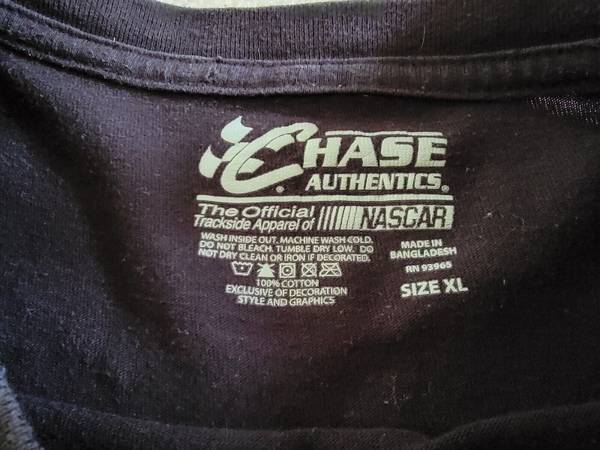 CHASE
AUTHENTICS®
The Official
Trackside Apparel of NASCAR
WASH INSIDE OUT. MACHINE WASH COLD.
DO NOT BLEACH. TUMBLE DRY LOW. DO
NOT DRY CLEAN OR IRON IF DECORATED.
100% COTTON
EXCLUSIVE OF DECORATION
STYLE AND GRAPHICS
MADE IN
BANGLADESH
RN 93965
SIZE XL